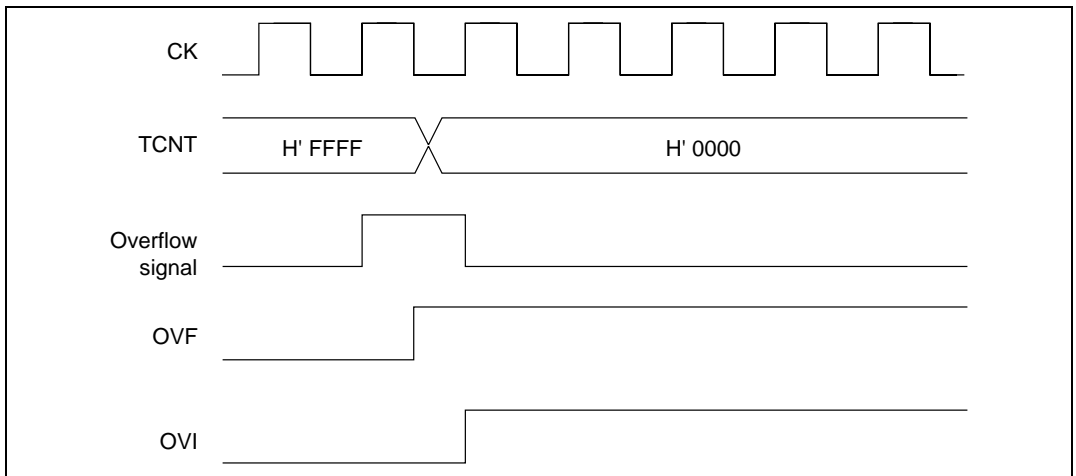 CK
TCNT
H' FFFF
H' 0000
Overflow
signal
OVF
OVI